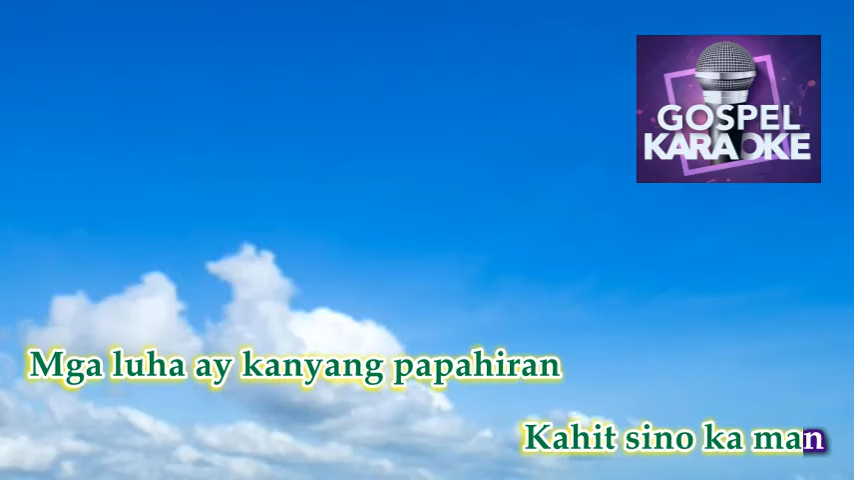 GOSPEL
KARAOKE
Mga luha ay kanyang papahiran
Kahit sino ka man